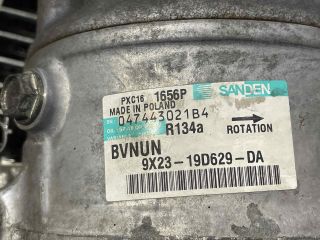 PXC16 1656P SANDEN
MADE IN POLAND
047443021B4
R134a ROTATION
BVNUN
9X23-19D629-DA